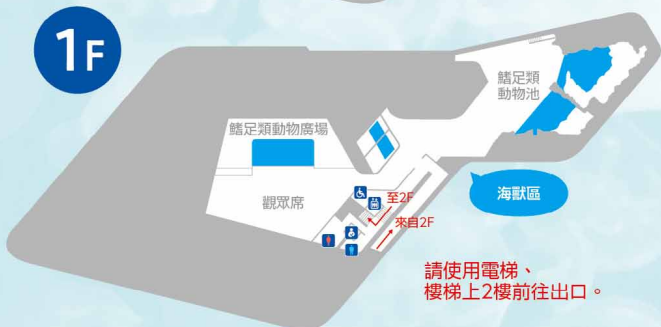 1F
鰭足類
動物池
鰭足類動物廣場
觀眾席
至2F
來自2F
海獸區
請使用電梯、
樓梯上2樓前往出口。